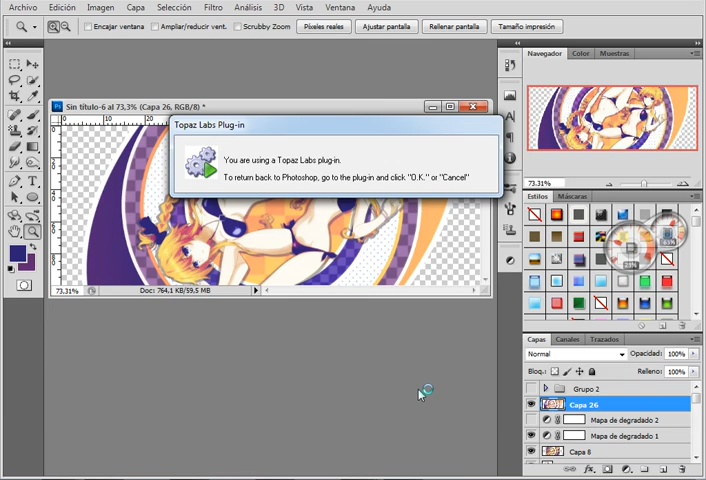 Archivo Edición Imagen Capa Selección Filtro Análisis 3D Vista Ventana Ayuda
Encajar ventana Ampliar/reducir vent. Scrubby Zoom Píxeles reales Ajustar pantalla Rellenar pantalla Tamaño impresión
Navegador Color Muestras
Sin título-6 al 73,3% (Capa 26, RGB/8) *
Topaz Labs Plug-in
You are using a Topaz Labs plug-in.
To return back to Photoshop, go to the plug-in and click "O.K." or "Cancel"
73.31%
Estilos Máscaras
73.31% Doc: 764,1 KB/59,5 MB
Capas Canales Trazados
Normal Opacidad: 100%
Bloq.: Relleno: 100%
Grupo 2
Capa 26
Mapa de degradado 2
Mapa de degradado 1
Capa 8